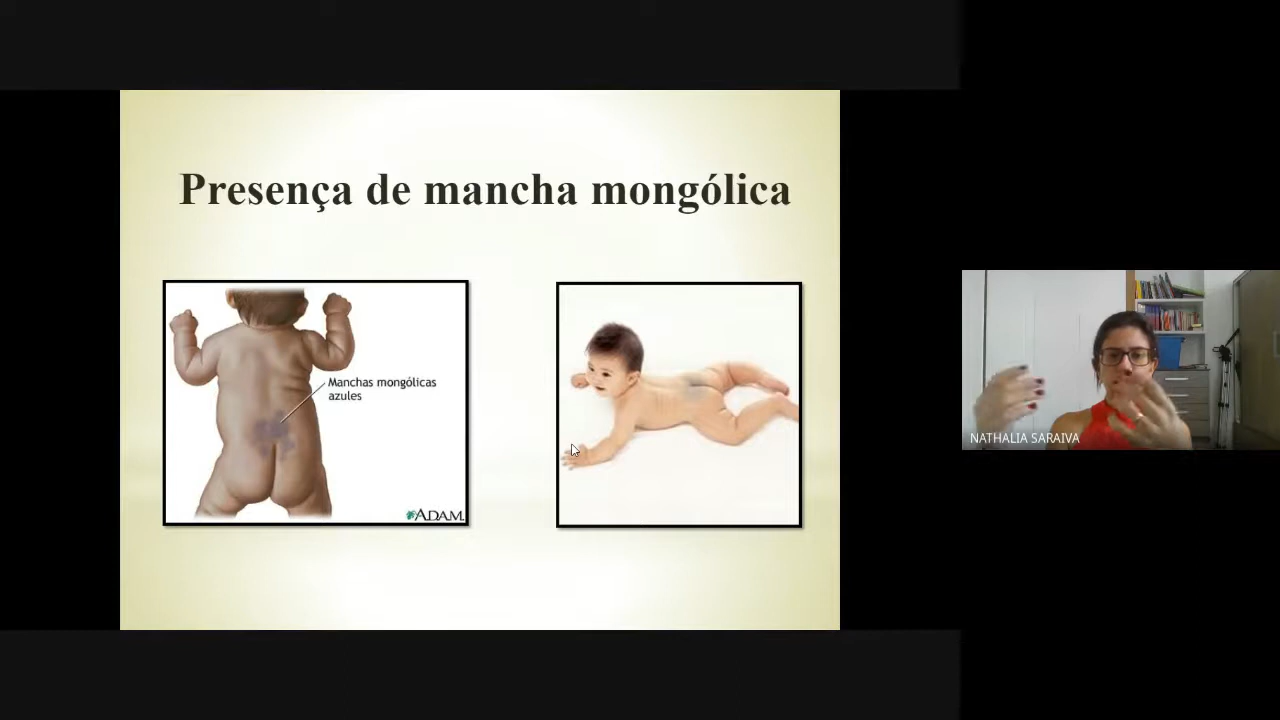 Presença de mancha mongólica
Manchas mongólicas
azules
ADAM.
NATHALIA SARAIVA